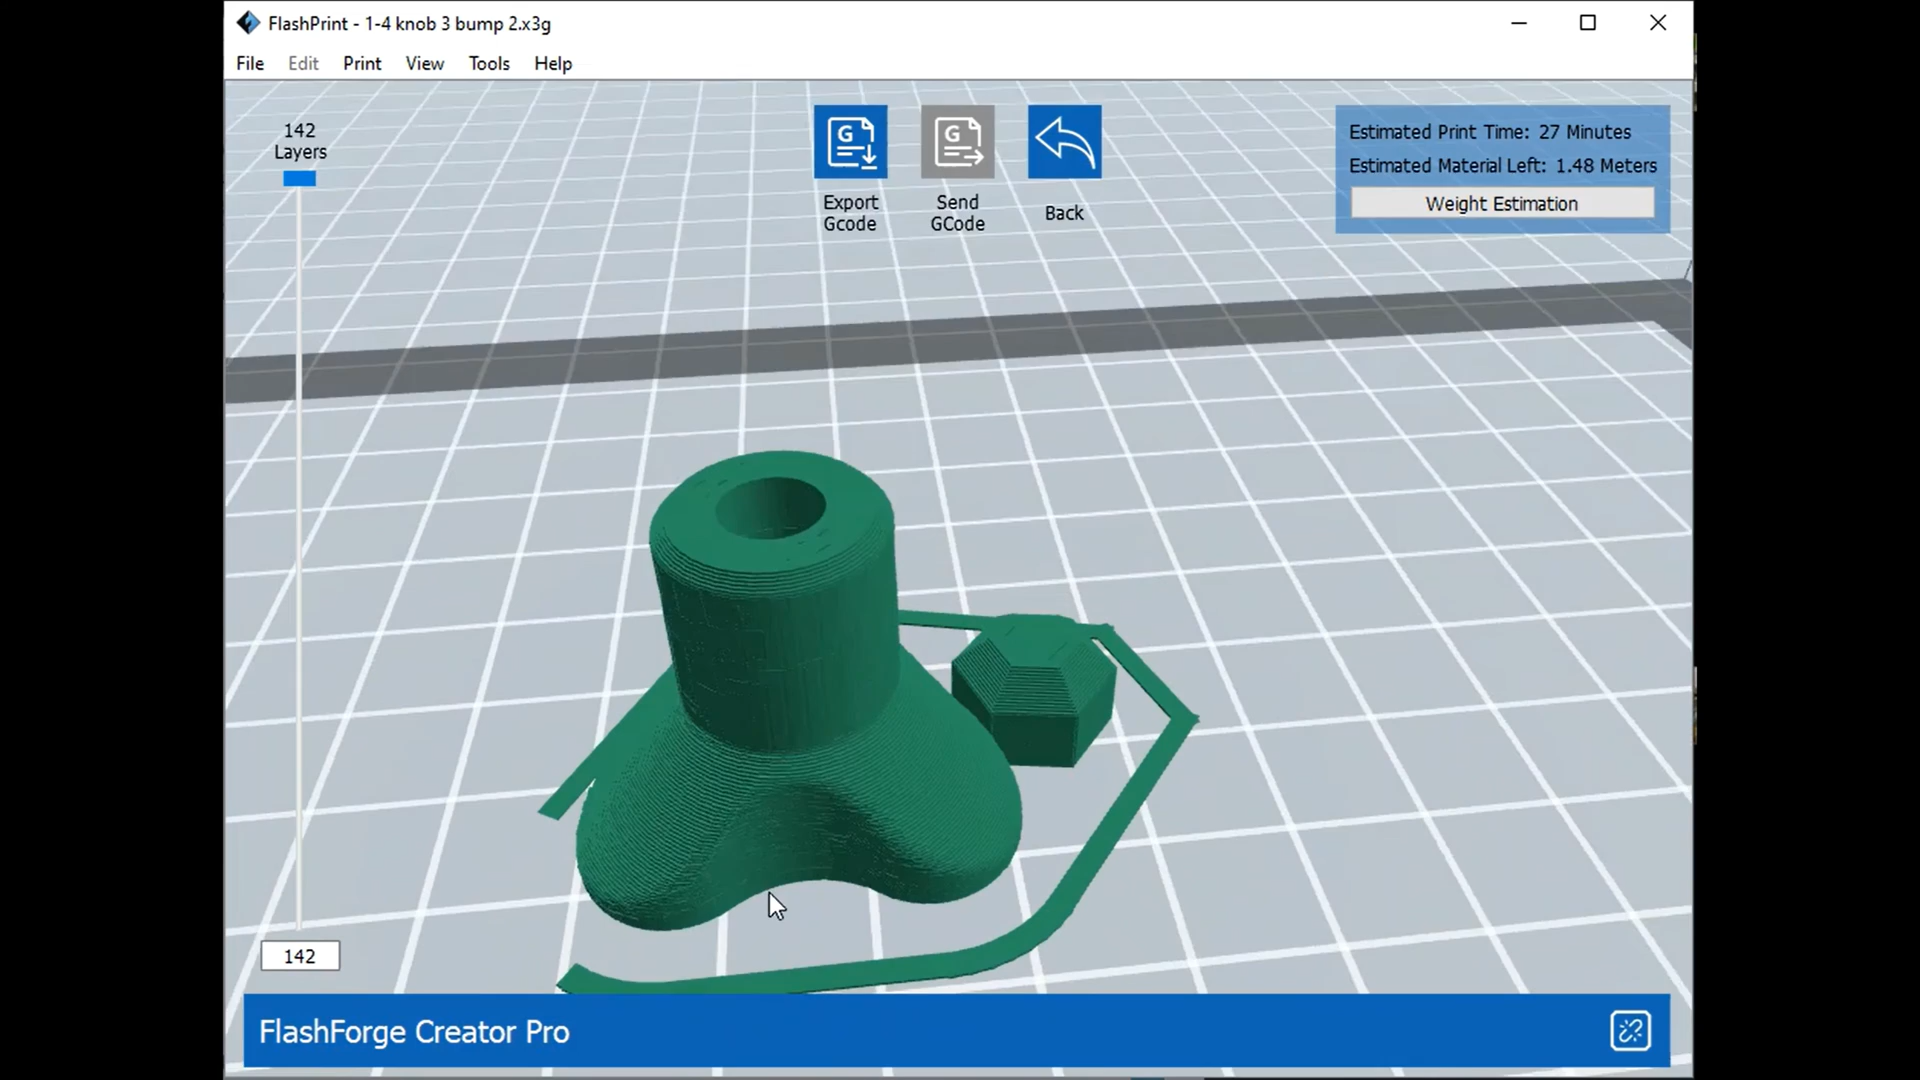 FlashPrint - 1-4 knob 3 bump 2.x3g
File Edit Print View Tools Help
142
Layers
Export
Gcode
Send
GCode
Back
Estimated Print Time: 27 Minutes
Estimated Material Left: 1.48 Meters
Weight Estimation
142
FlashForge Creator Pro